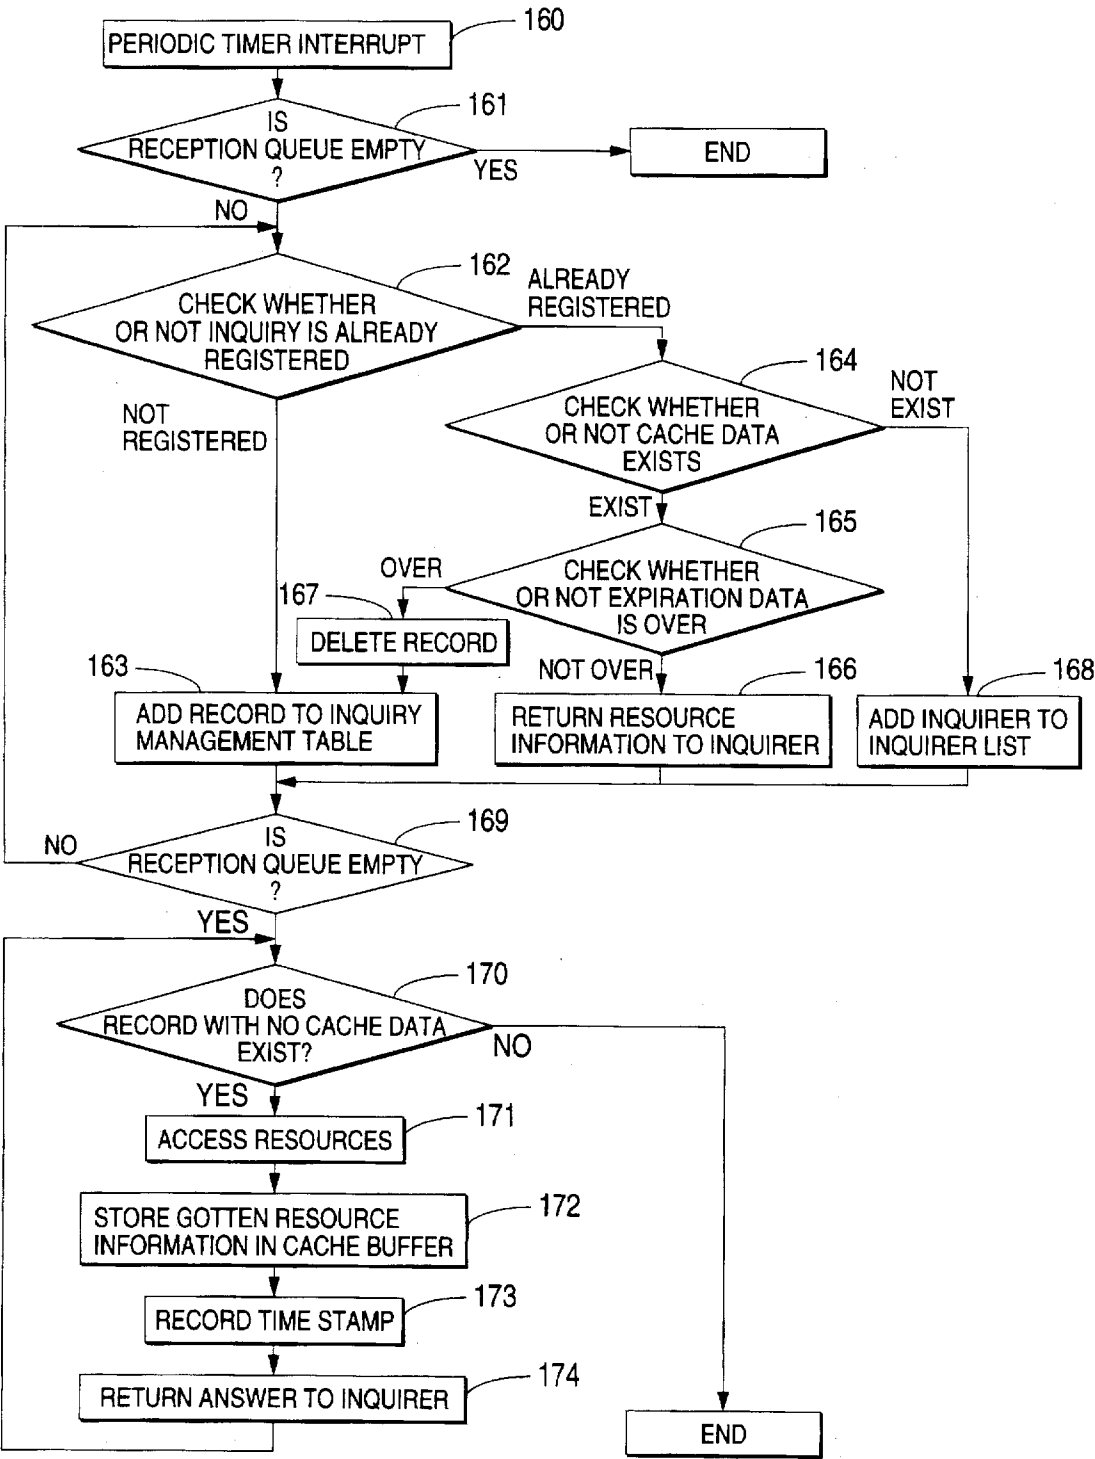 160
PERIODIC TIMER INTERRUPT
161
IS
RECEPTION QUEUE EMPTY
?
YES
END
NO
162
CHECK WHETHER
OR NOT INQUIRY IS ALREADY
REGISTERED
ALREADY
REGISTERED
NOT
REGISTERED
164
CHECK WHETHER
OR NOT CACHE DATA
EXISTS
NOT
EXIST
EXIST
165
CHECK WHETHER
OR NOT EXPIRATION DATA
IS OVER
OVER
167
DELETE RECORD
NOT OVER
163
ADD RECORD TO INQUIRY
MANAGEMENT TABLE
166
RETURN RESOURCE
INFORMATION TO INQUIRER
168
ADD INQUIRER TO
INQUIRER LIST
169
IS
RECEPTION QUEUE EMPTY
?
NO
YES
170
DOES
RECORD WITH NO CACHE DATA
EXIST?
NO
YES
171
ACCESS RESOURCES
172
STORE GOTTEN RESOURCE
INFORMATION IN CACHE BUFFER
173
RECORD TIME STAMP
174
RETURN ANSWER TO INQUIRER
END